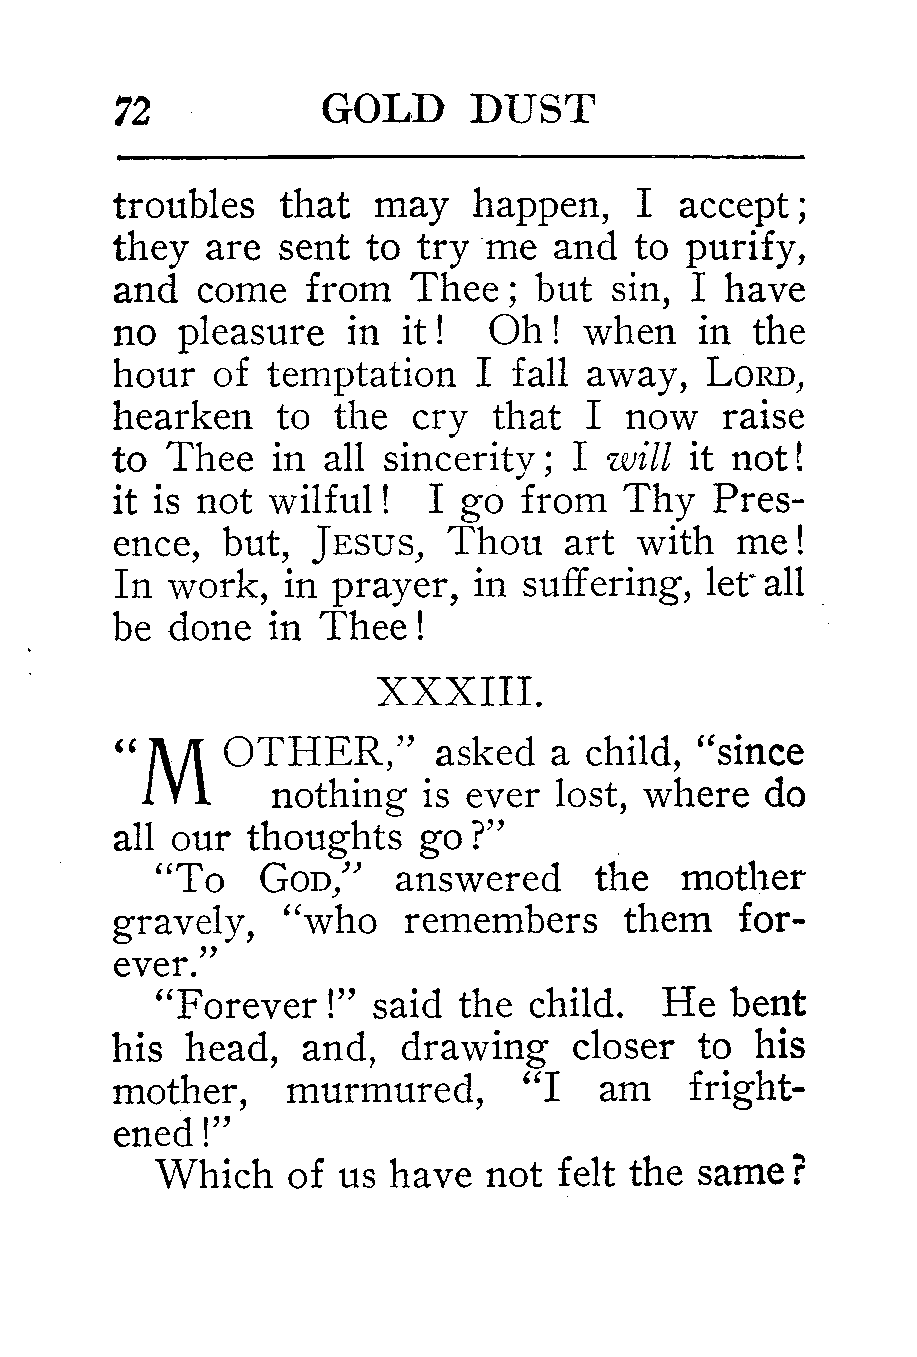 72 GOLD DUST
troubles that may happen, I accept;
they are sent to try me and to purify,
and come from Thee; but sin, I have
no pleasure in it! Oh! when in the
hour of temptation I fall away, LORD,
hearken to the cry that I now raise
to Thee in all sincerity; I will it not!
it is not wilful! I go from Thy Pres-
ence, but, JESUS, Thou art with me!
In work, in prayer, in suffering, let all
be done in Thee!
XXXIII.
“MOTHER,” asked a child, “since
nothing is ever lost, where do
all our thoughts go?”
“To GOD,” answered the mother
gravely, “who remembers them for-
ever.”
“Forever!” said the child. He bent
his head, and, drawing closer to his
mother, murmured, “I am fright-
ened!”
Which of us have not felt the same?